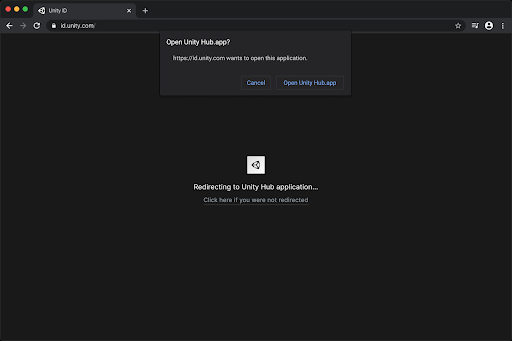 Unity ID
id.unity.com/
Open Unity Hub.app?
https://id.unity.com wants to open this application.
Cancel
Open Unity Hub.app
Redirecting to Unity Hub application...
Click here if you were not redirected